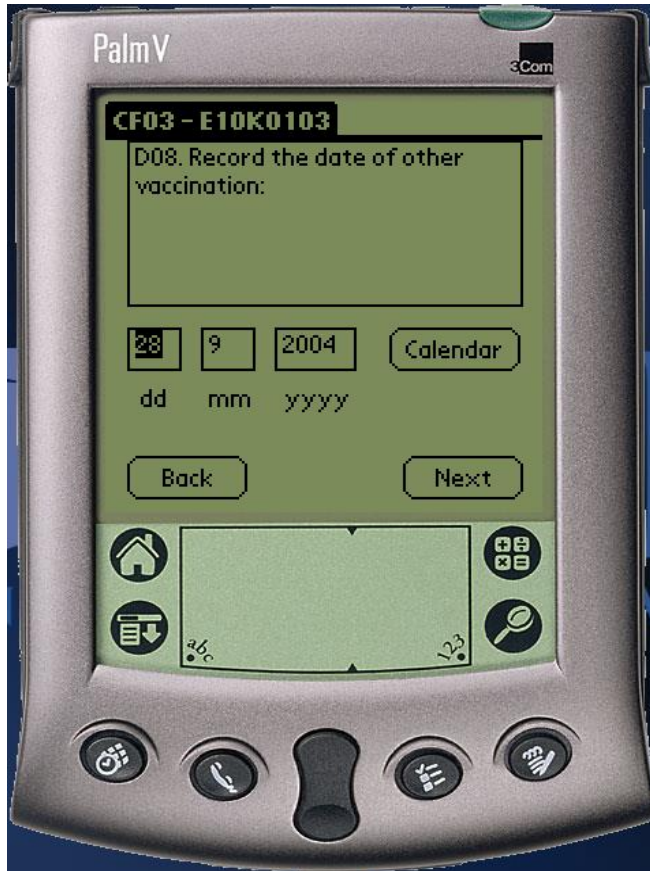 PalmV
3Com
CF03 - E10K0103
D08. Record the date of other
vaccination:
28 9 2004 Calendar
dd mm yyyy
Back Next
abc 123